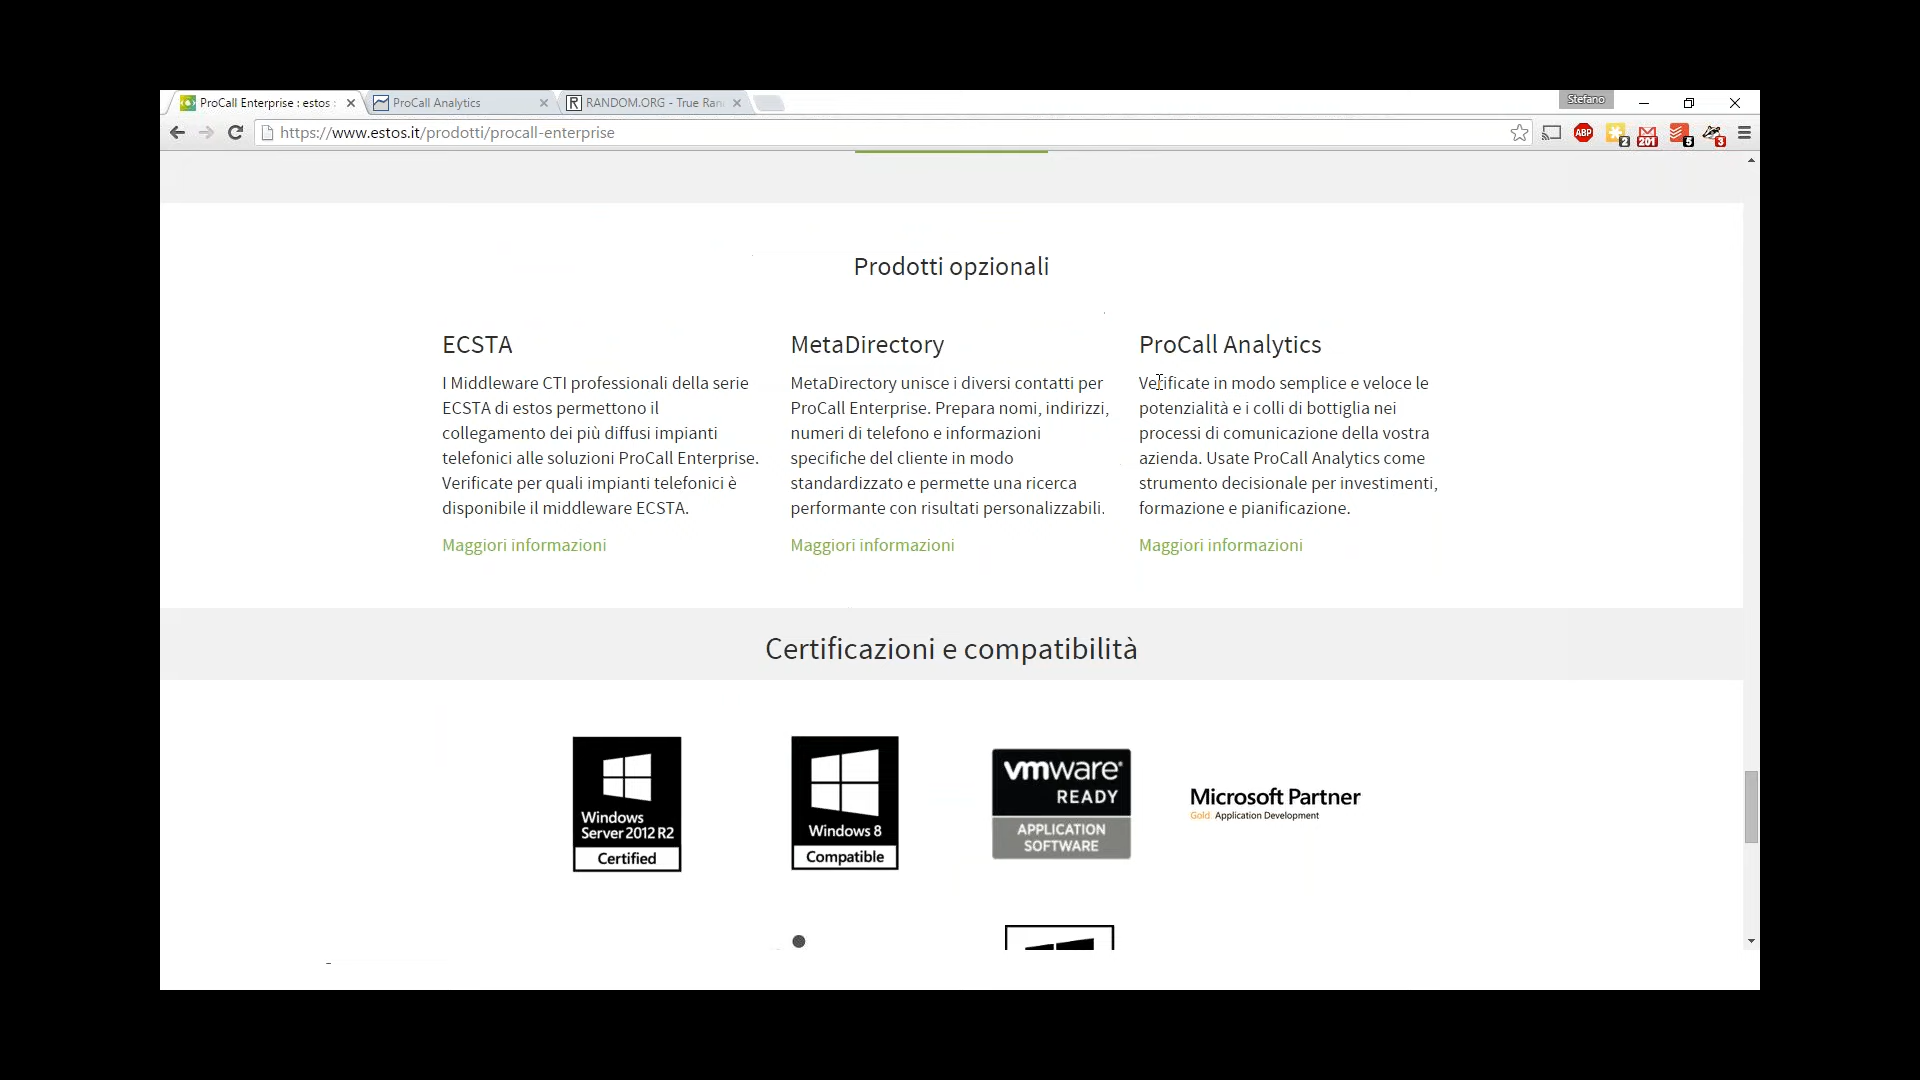 ProCall Enterprise : estos :
ProCall Analytics
RANDOM.ORG - True Ran
Stefano
https://www.estos.it/prodotti/procall-enterprise
ABP
2
201
5
3
Prodotti opzionali
ECSTA
I Middleware CTI professionali della serie
ECSTA di estos permettono il
collegamento dei più diffusi impianti
telefonici alle soluzioni ProCall Enterprise.
Verificate per quali impianti telefonici è
disponibile il middleware ECSTA.
Maggiori informazioni
MetaDirectory
MetaDirectory unisce i diversi contatti per
ProCall Enterprise. Prepara nomi, indirizzi,
numeri di telefono e informazioni
specifiche del cliente in modo
standardizzato e permette una ricerca
performante con risultati personalizzabili.
Maggiori informazioni
ProCall Analytics
Verificate in modo semplice e veloce le
potenzialità e i colli di bottiglia nei
processi di comunicazione della vostra
azienda. Usate ProCall Analytics come
strumento decisionale per investimenti,
formazione e pianificazione.
Maggiori informazioni
Certificazioni e compatibilità
Windows
Server 2012 R2
Certified
Windows 8
Compatible
vmware
READY
APPLICATION
SOFTWARE
Microsoft Partner
Gold Application Development